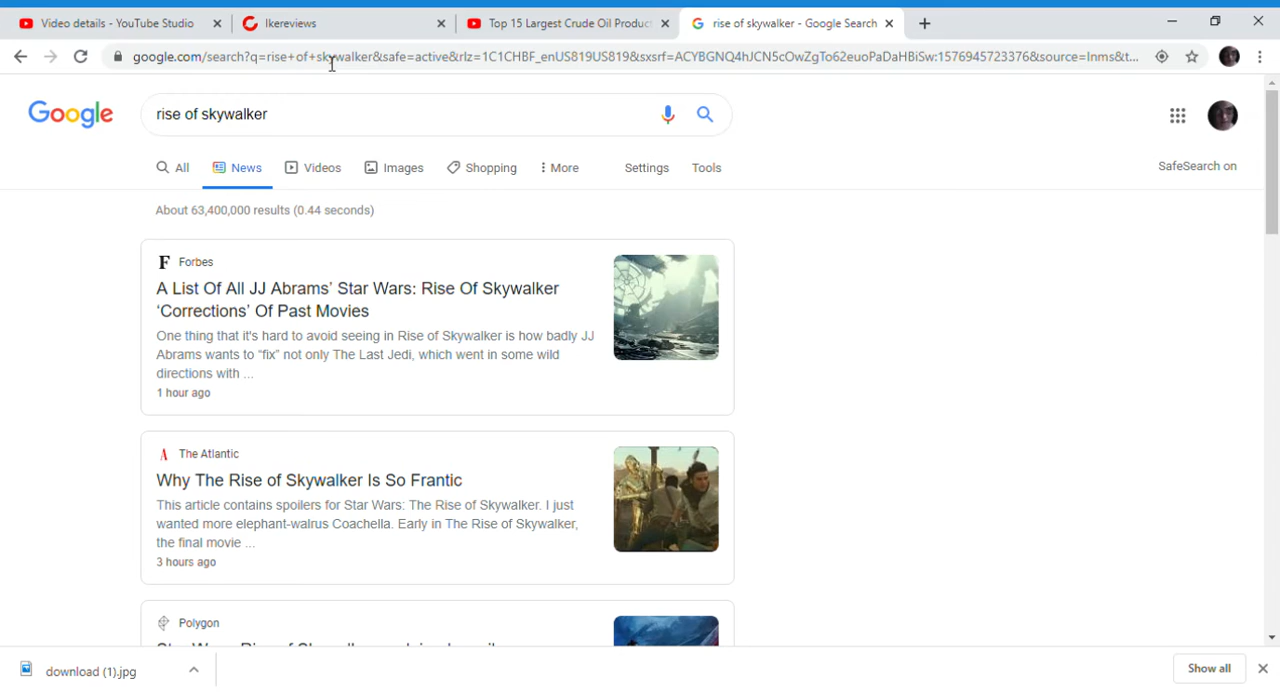 Video details - YouTube Studio
Ikereviews
Top 15 Largest Crude Oil Produc
rise of skywalker - Google Search
google.com/search?q=rise+of+skywalker&safe=active&rlz=1C1CHBF_enUS819US819&sxsrf=ACYBGNQ4hJCN5cOwZgTo62euoPaDaHBiSw:1576945723376&source=lnms&t...
Google
rise of skywalker
All News Videos Images Shopping More Settings Tools
SafeSearch on
About 63,400,000 results (0.44 seconds)
F Forbes
A List Of All JJ Abrams' Star Wars: Rise Of Skywalker
'Corrections' Of Past Movies
One thing that it's hard to avoid seeing in Rise of Skywalker is how badly JJ
Abrams wants to “fix” not only The Last Jedi, which went in some wild
directions with ...
1 hour ago
A The Atlantic
Why The Rise of Skywalker Is So Frantic
This article contains spoilers for Star Wars: The Rise of Skywalker. I just
wanted more elephant-walrus Coachella. Early in The Rise of Skywalker,
the final movie ...
3 hours ago
Polygon
download (1).jpg
Show all